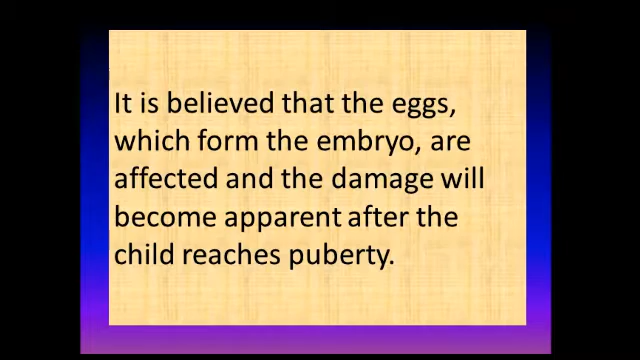 It is believed that the eggs,
which form the embryo, are
affected and the damage will
become apparent after the
child reaches puberty.